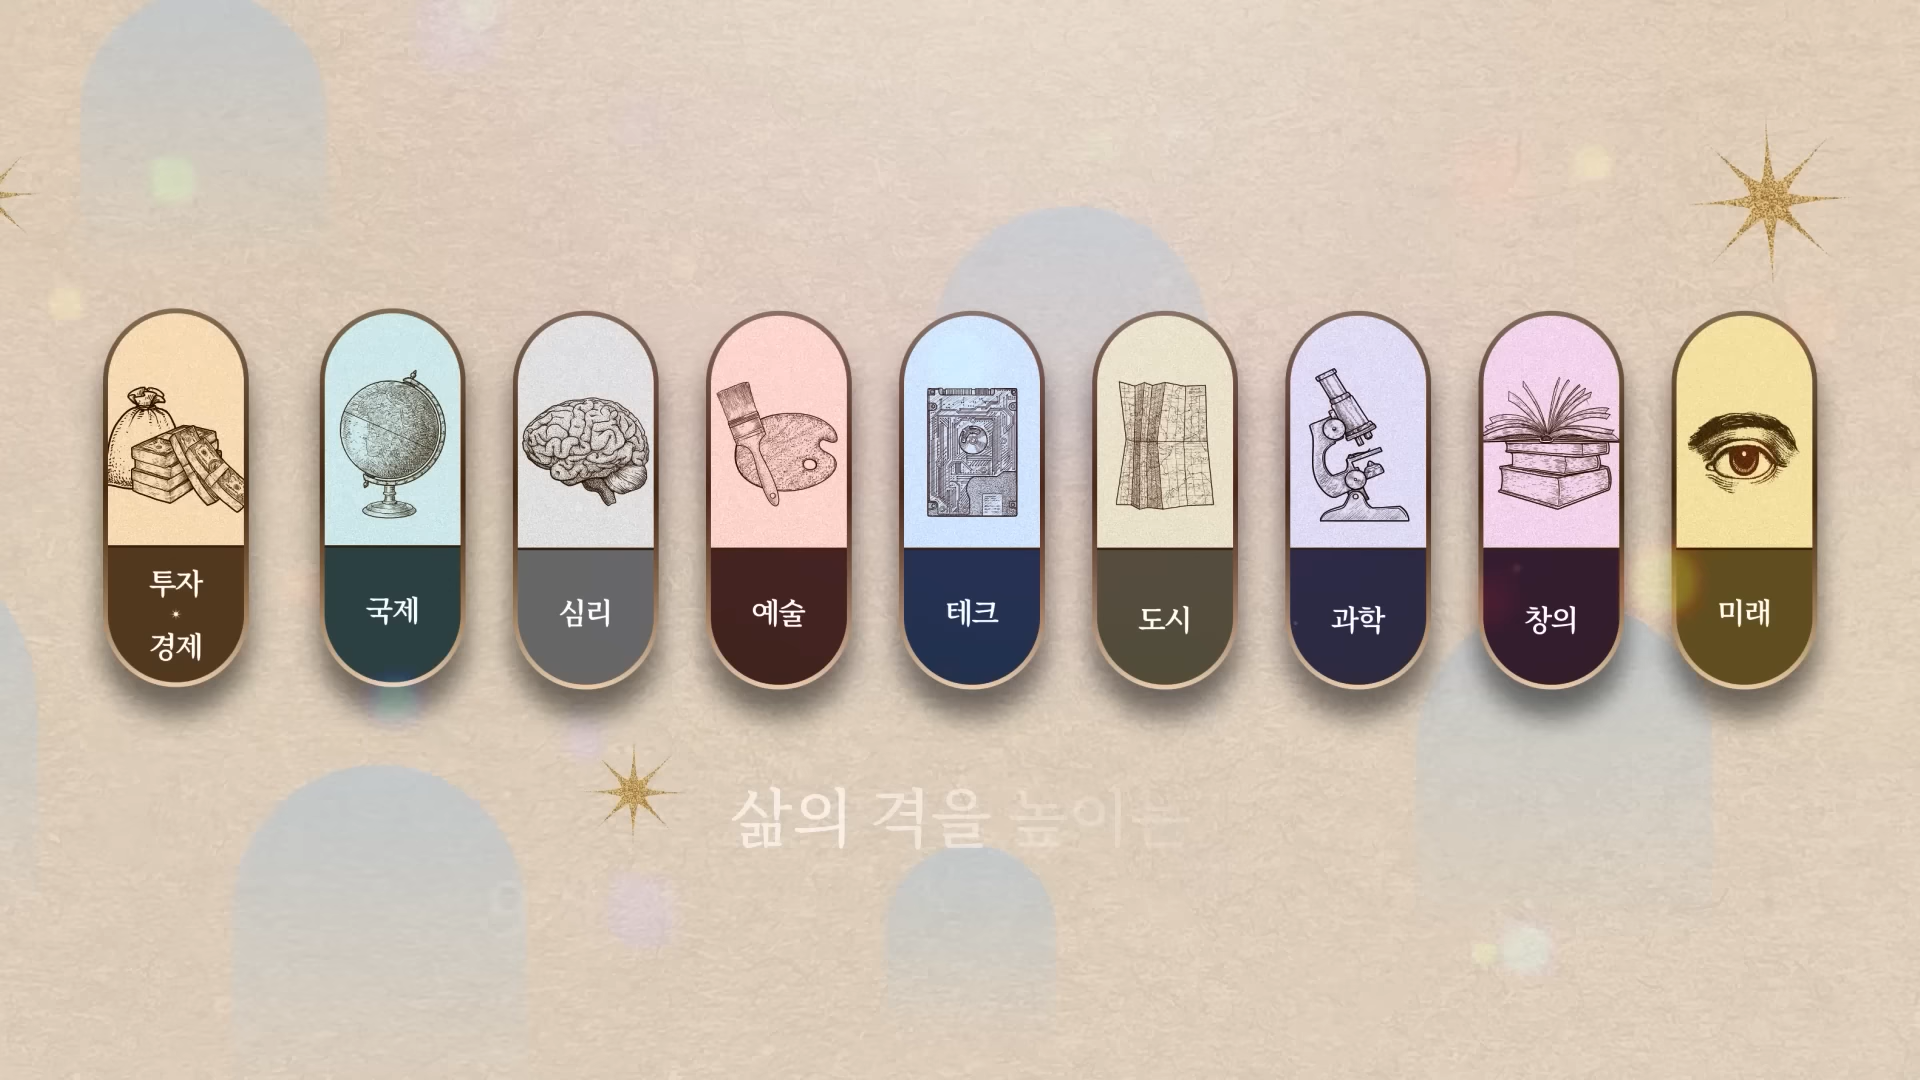 투자
·
경제
국제
심리
예술
테크
도시
과학
창의
미래
삶의 격을 높이는